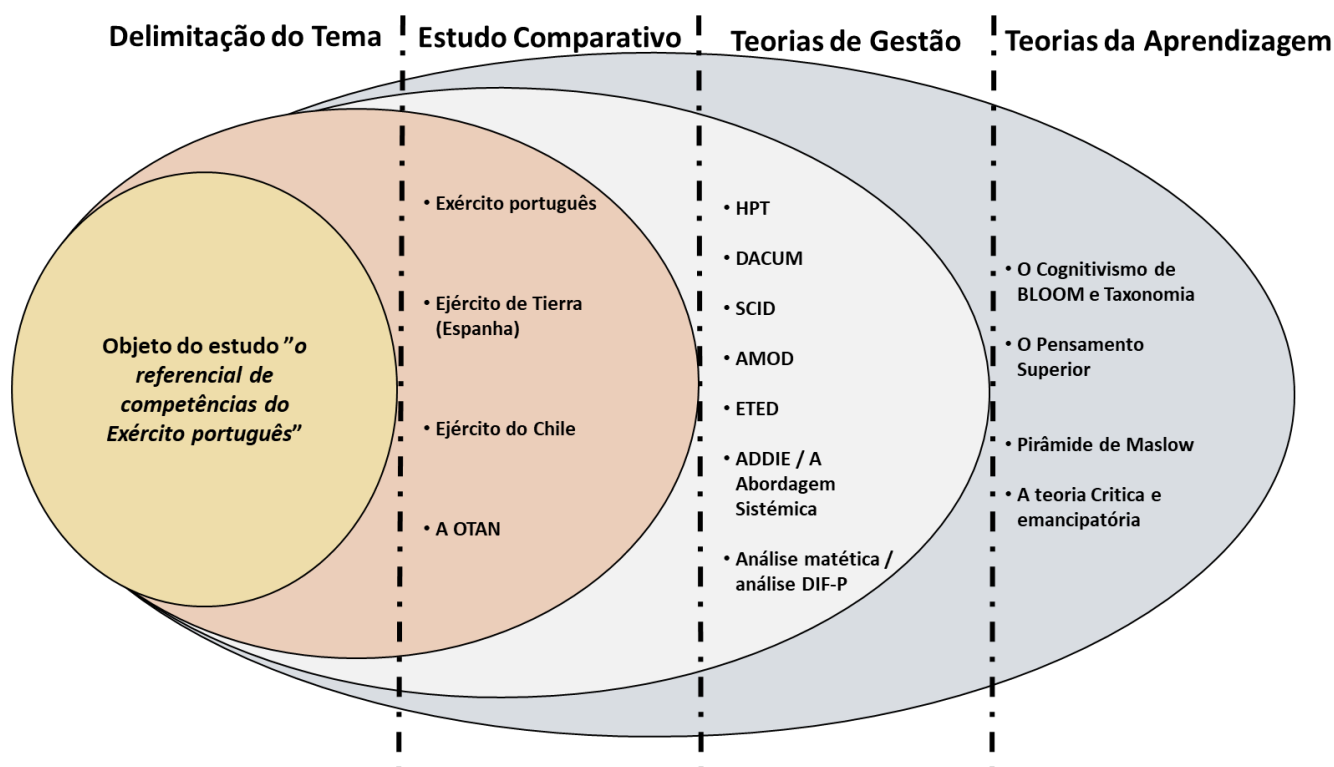 Delimitação do Tema
Estudo Comparativo
Teorias de Gestão
Teorias da Aprendizagem
Objeto do estudo ”o
referencial de
competências do
Exército português”
• Exército português
• Ejército de Tierra
(Espanha)
• Ejército do Chile
• A OTAN
• HPT
• DACUM
• SCID
• AMOD
• ETED
• ADDIE / A
Abordagem
Sistémica
• Análise matética /
análise DIF-P
• O Cognitivismo de
BLOOM e Taxonomia
• O Pensamento
Superior
• Pirâmide de Maslow
• A teoria Critica e
emancipatória